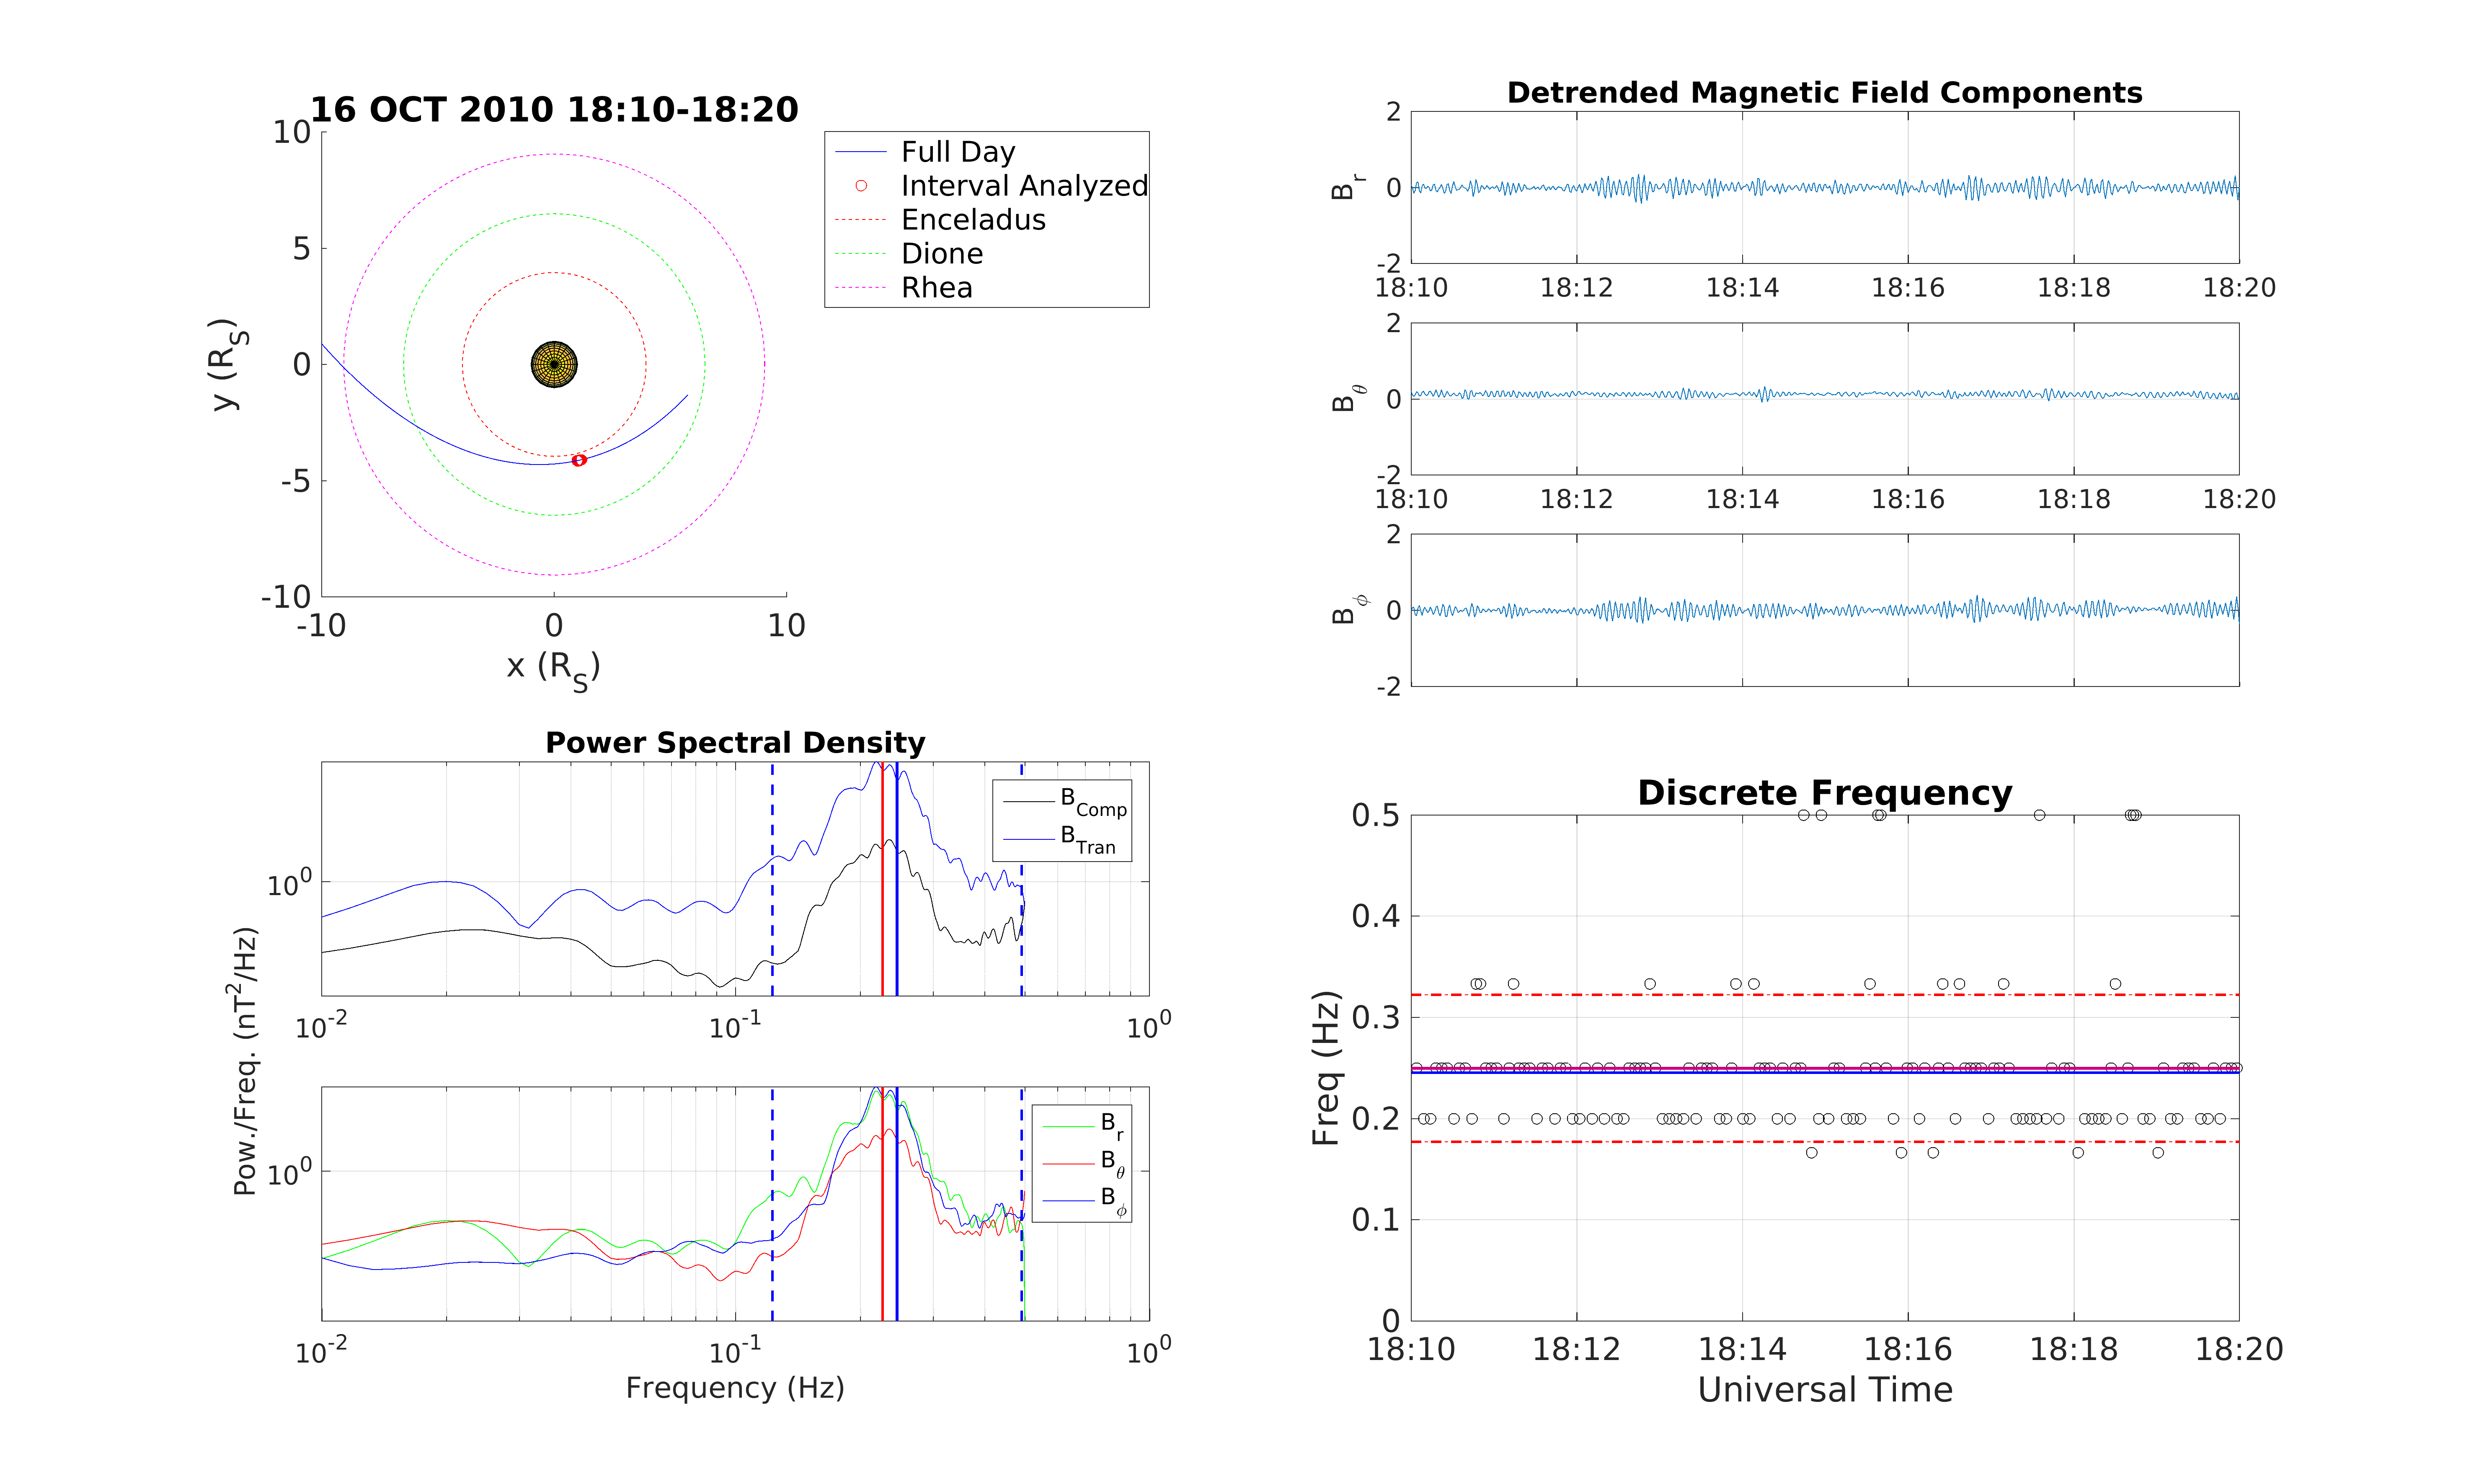 16 OCT 2010 18:10-18:20
10
5
0
-5
-10
-10 0 10
y (R_S)
x (R_S)
Full Day
Interval Analyzed
Enceladus
Dione
Rhea
Detrended Magnetic Field Components
2
0
-2
B_r
18:10 18:12 18:14 18:16 18:18 18:20
2
0
-2
B_θ
18:10 18:12 18:14 18:16 18:18 18:20
2
0
-2
B_ϕ
Power Spectral Density
10^0
B_Comp
B_Tran
10^-2 10^-1 10^0
Pow./Freq. (nT^2/Hz)
10^0
B_r
B_θ
B_ϕ
10^-2 10^-1 10^0
Frequency (Hz)
Discrete Frequency
0.5
0.4
0.3
0.2
0.1
0
Freq (Hz)
18:10 18:12 18:14 18:16 18:18 18:20
Universal Time